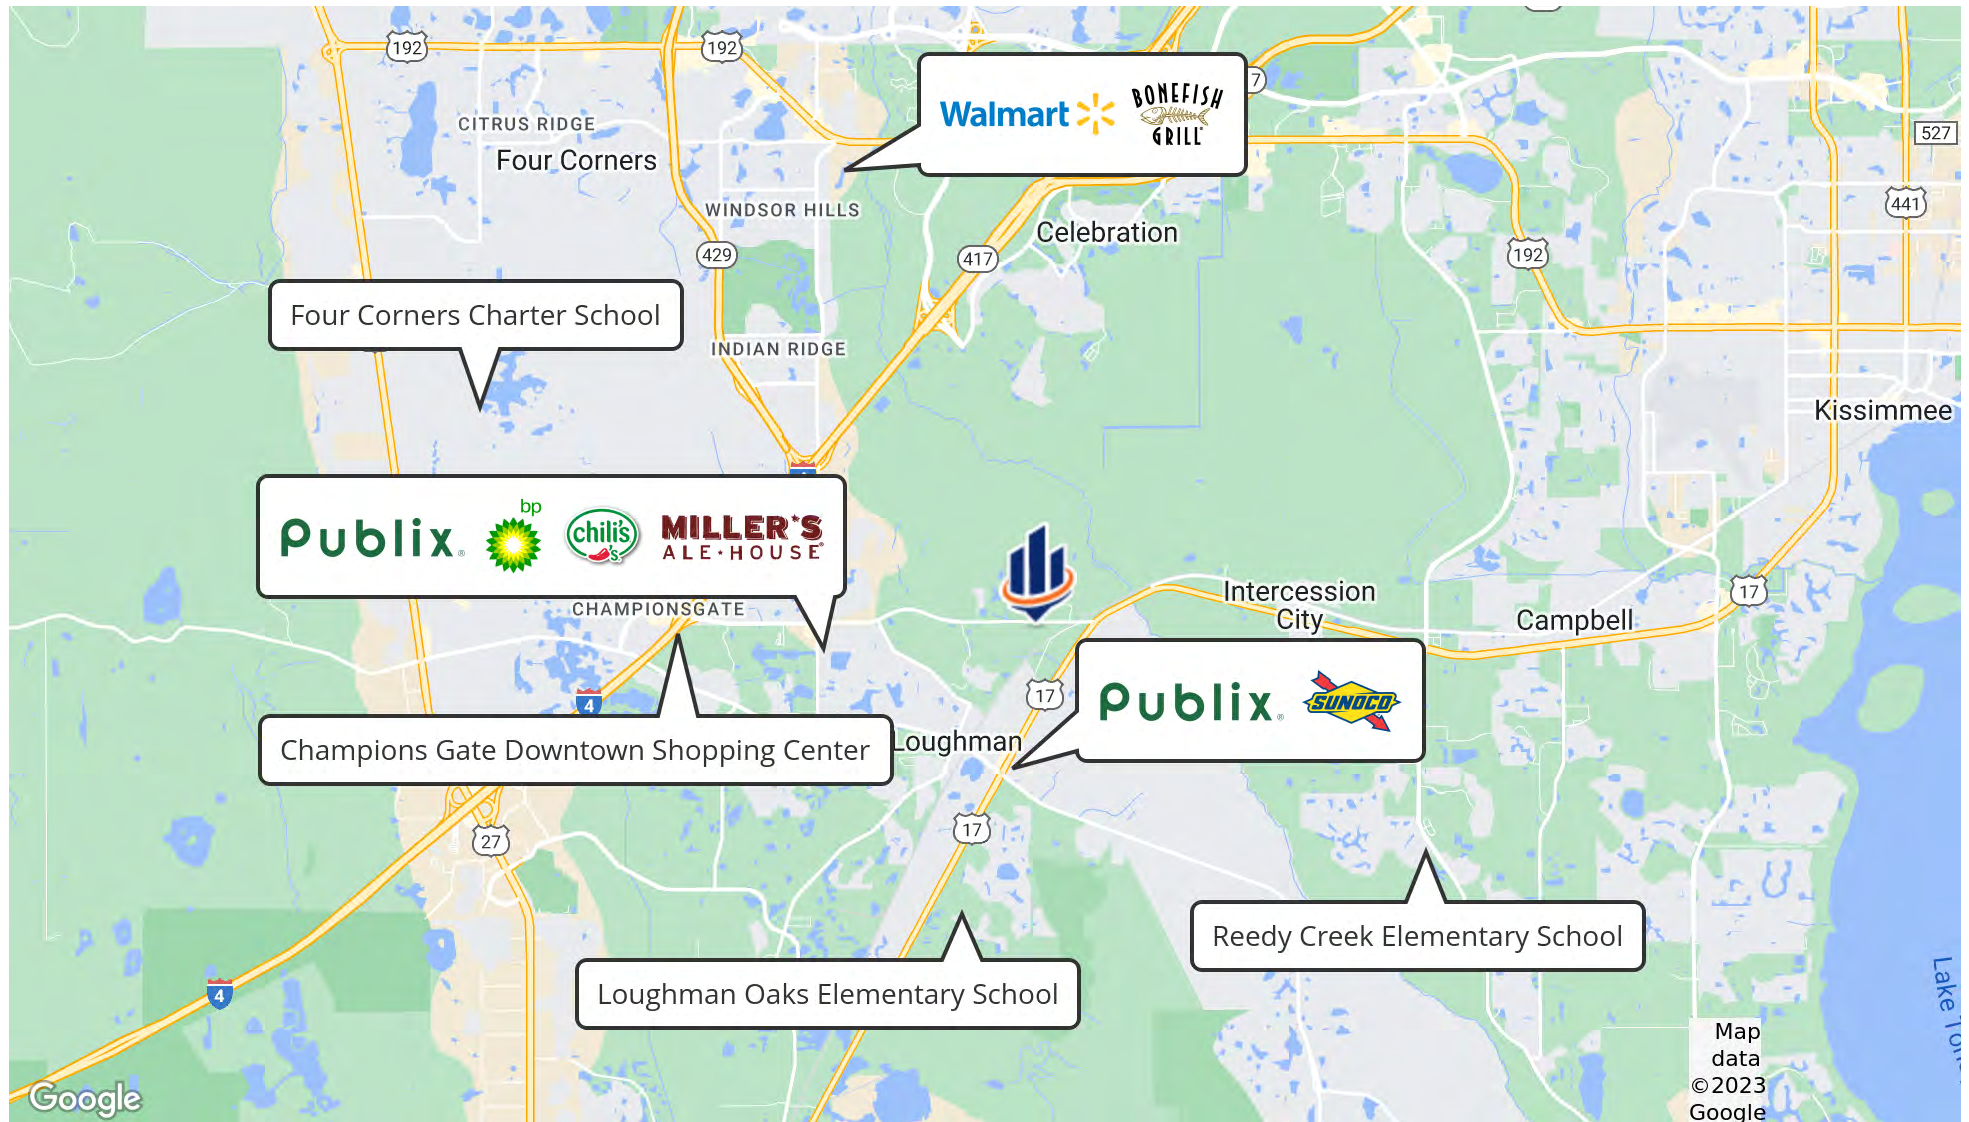 192
192
Walmart
BONEFISH
GRILL
7
527
CITRUS RIDGE
Four Corners
WINDSOR HILLS
441
Celebration
429
417
192
Four Corners Charter School
INDIAN RIDGE
Kissimmee
bp
Publix
chili's
MILLER'S
ALE • HOUSE
Intercession
City
17
CHAMPIONSGATE
Campbell
17
4
Publix
SUNOCO
Champions Gate Downtown Shopping Center
Loughman
27
17
Reedy Creek Elementary School
4
Loughman Oaks Elementary School
Map
data
©2023
Google
Google